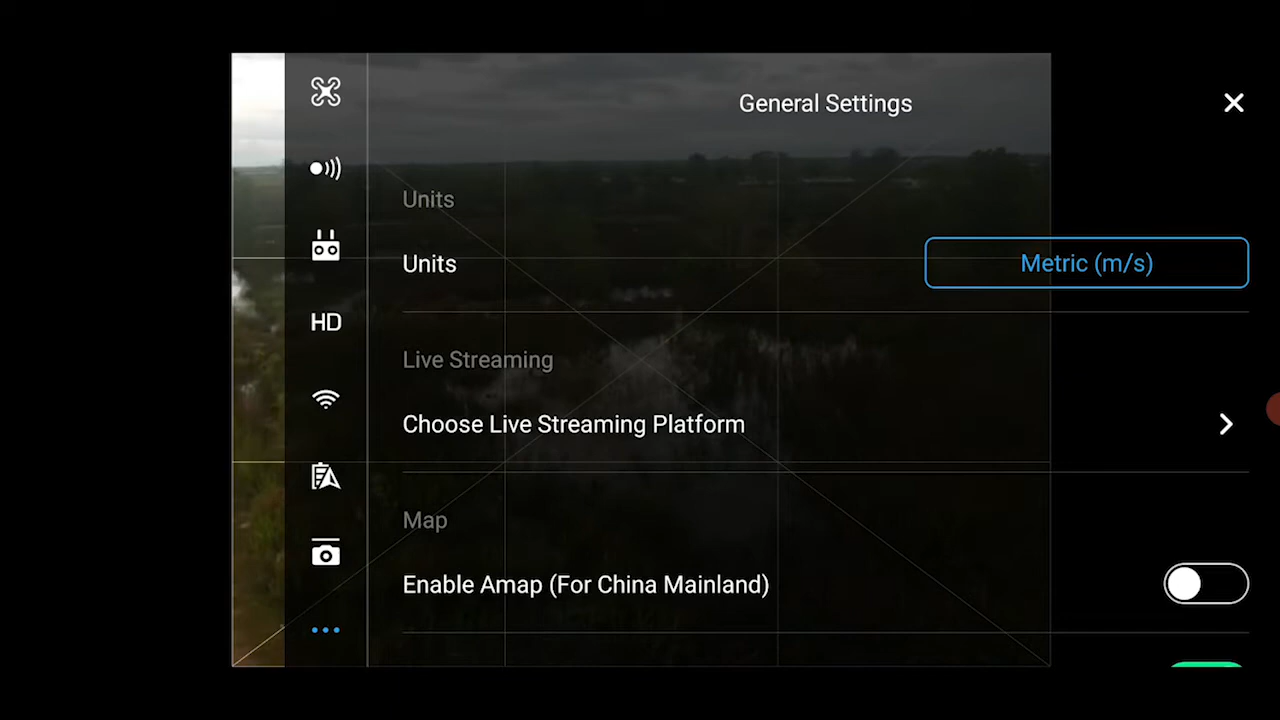 General Settings
Units
Units
Metric (m/s)
HD
Live Streaming
Choose Live Streaming Platform
Map
Enable Amap (For China Mainland)